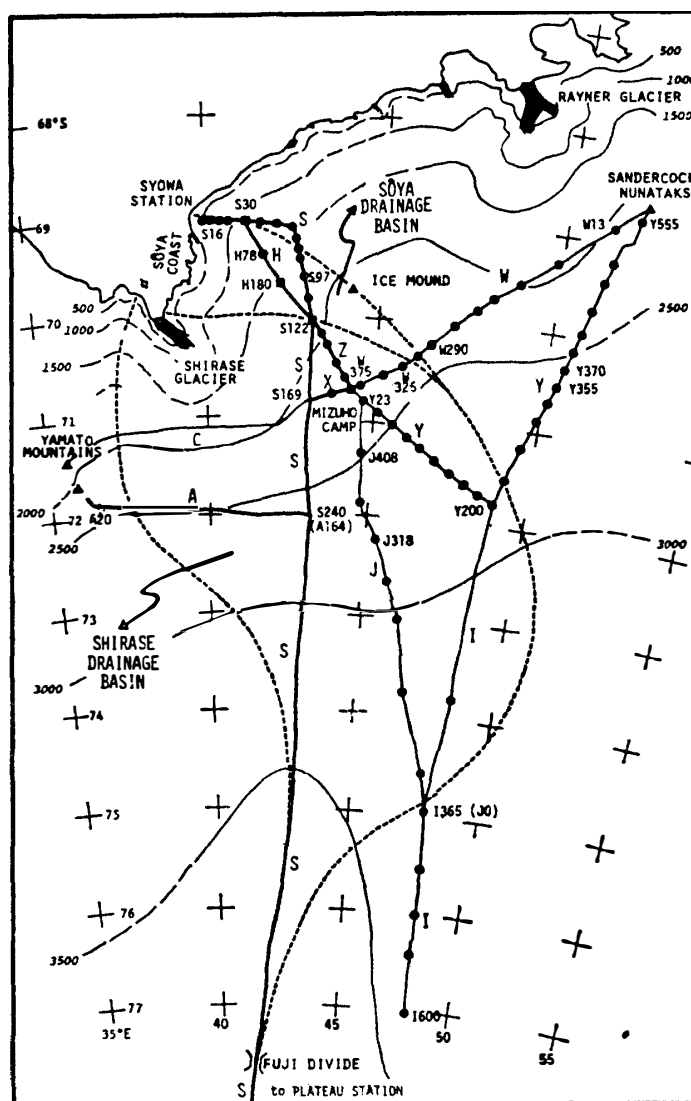 500
1000
RAYNER GLACIER
1500
68°S
SANDERCOCK
NUNATAKS
SYOWA
STATION
S30
S
SÔYA
DRAINAGE
BASIN
Y555
W13
69
S16
SÔYA
COAST
H78
H
S97
W
ICE MOUND
H180
2500
500
70
1000
S122
1500
SHIRASE
GLACIER
Z
W290
S
W
375
W
325
X
Y370
Y355
S169
Y23
Y
71
MIZUHO
CAMP
YAMATO
MOUNTAINS
C
Y
S
J408
A
2000
72
A20
S240
(A164)
Y200
2500
J318
3000
J
73
SHIRASE
DRAINAGE
BASIN
S
I
3000
74
75
I365 (J0)
S
76
I
3500
77
35°E
40
45
50
I600
55
FUJI DIVIDE
S
to PLATEAU STATION